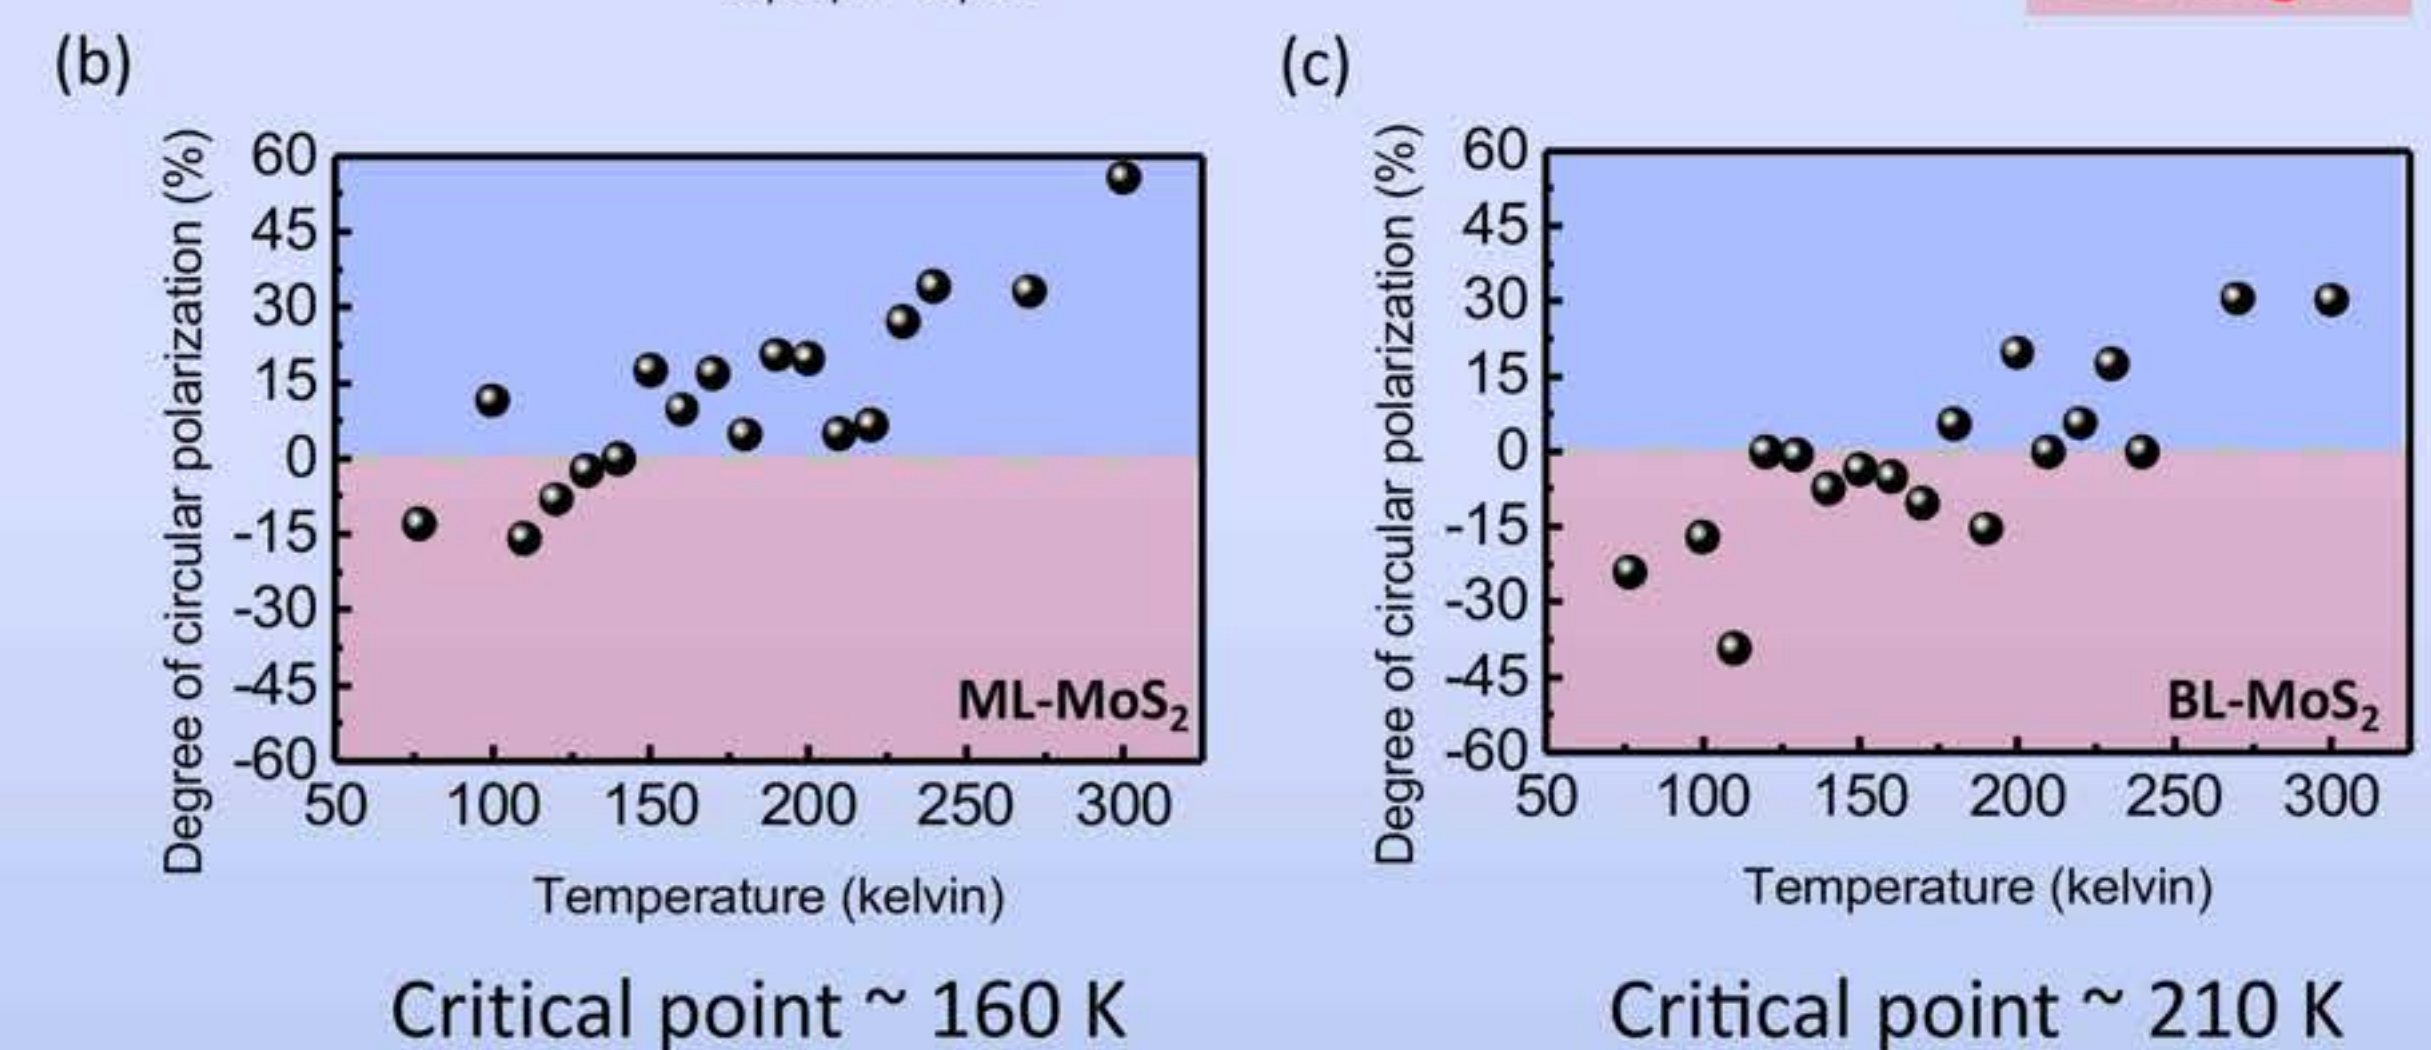 (b)
Degree of circular polarization (%)
60
45
30
15
0
-15
-30
-45
-60
ML-MoS₂
50 100 150 200 250 300
Temperature (kelvin)
Critical point ~ 160 K
(c)
Degree of circular polarization (%)
60
45
30
15
0
-15
-30
-45
-60
BL-MoS₂
50 100 150 200 250 300
Temperature (kelvin)
Critical point ~ 210 K